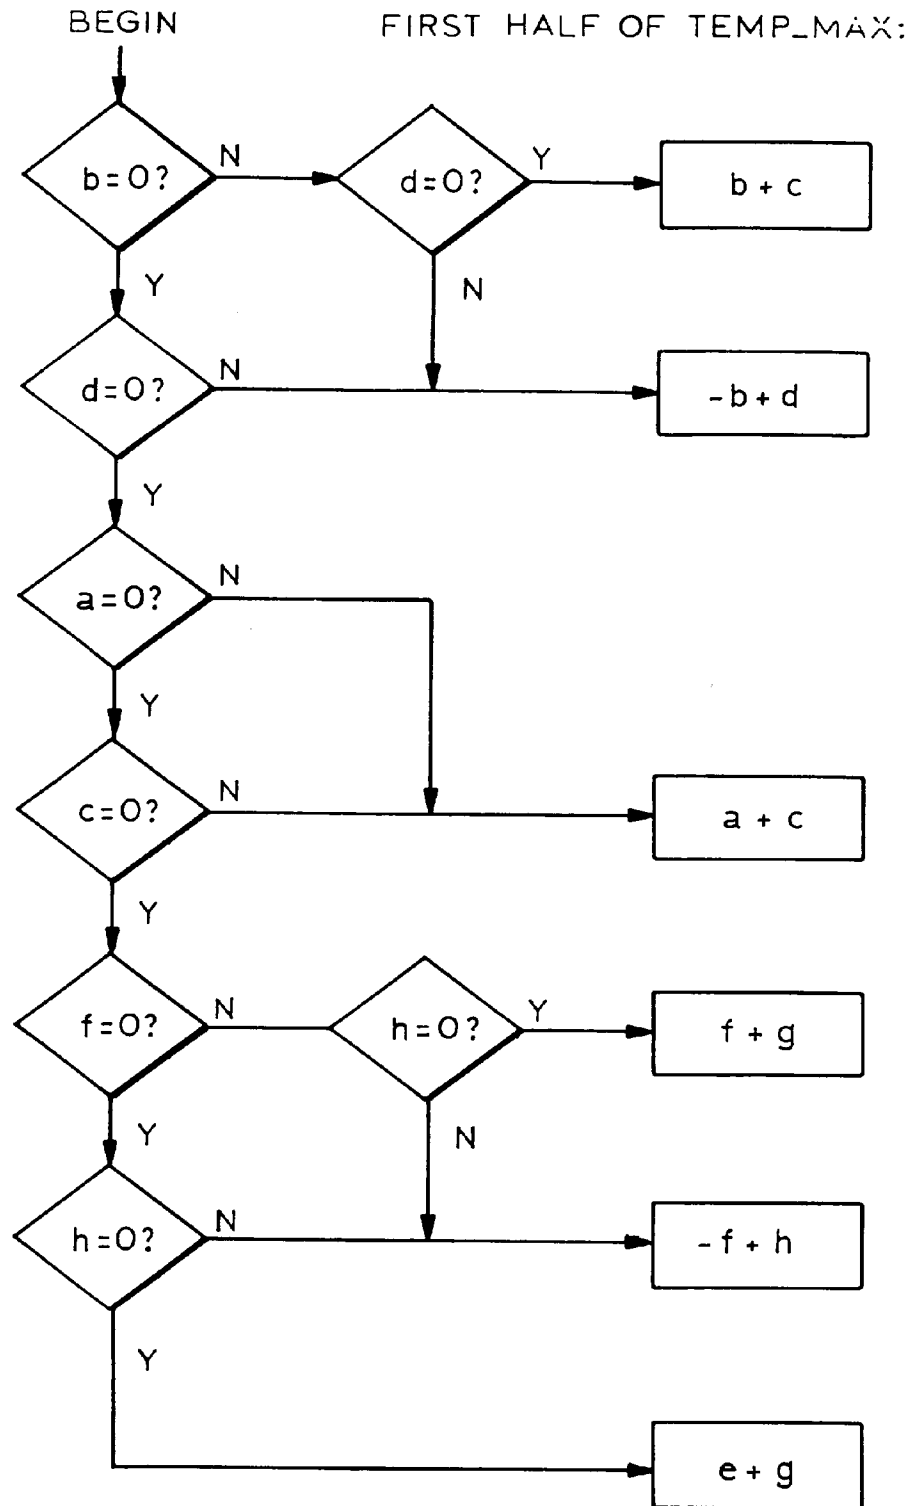 BEGIN FIRST HALF OF TEMP_MAX:
b=0? N d=0? Y b + c
Y N
d=0? N -b + d
Y
a=0? N
Y
c=0? N a + c
Y
f=0? N h=0? Y f + g
Y N
h=0? N -f + h
Y
e + g